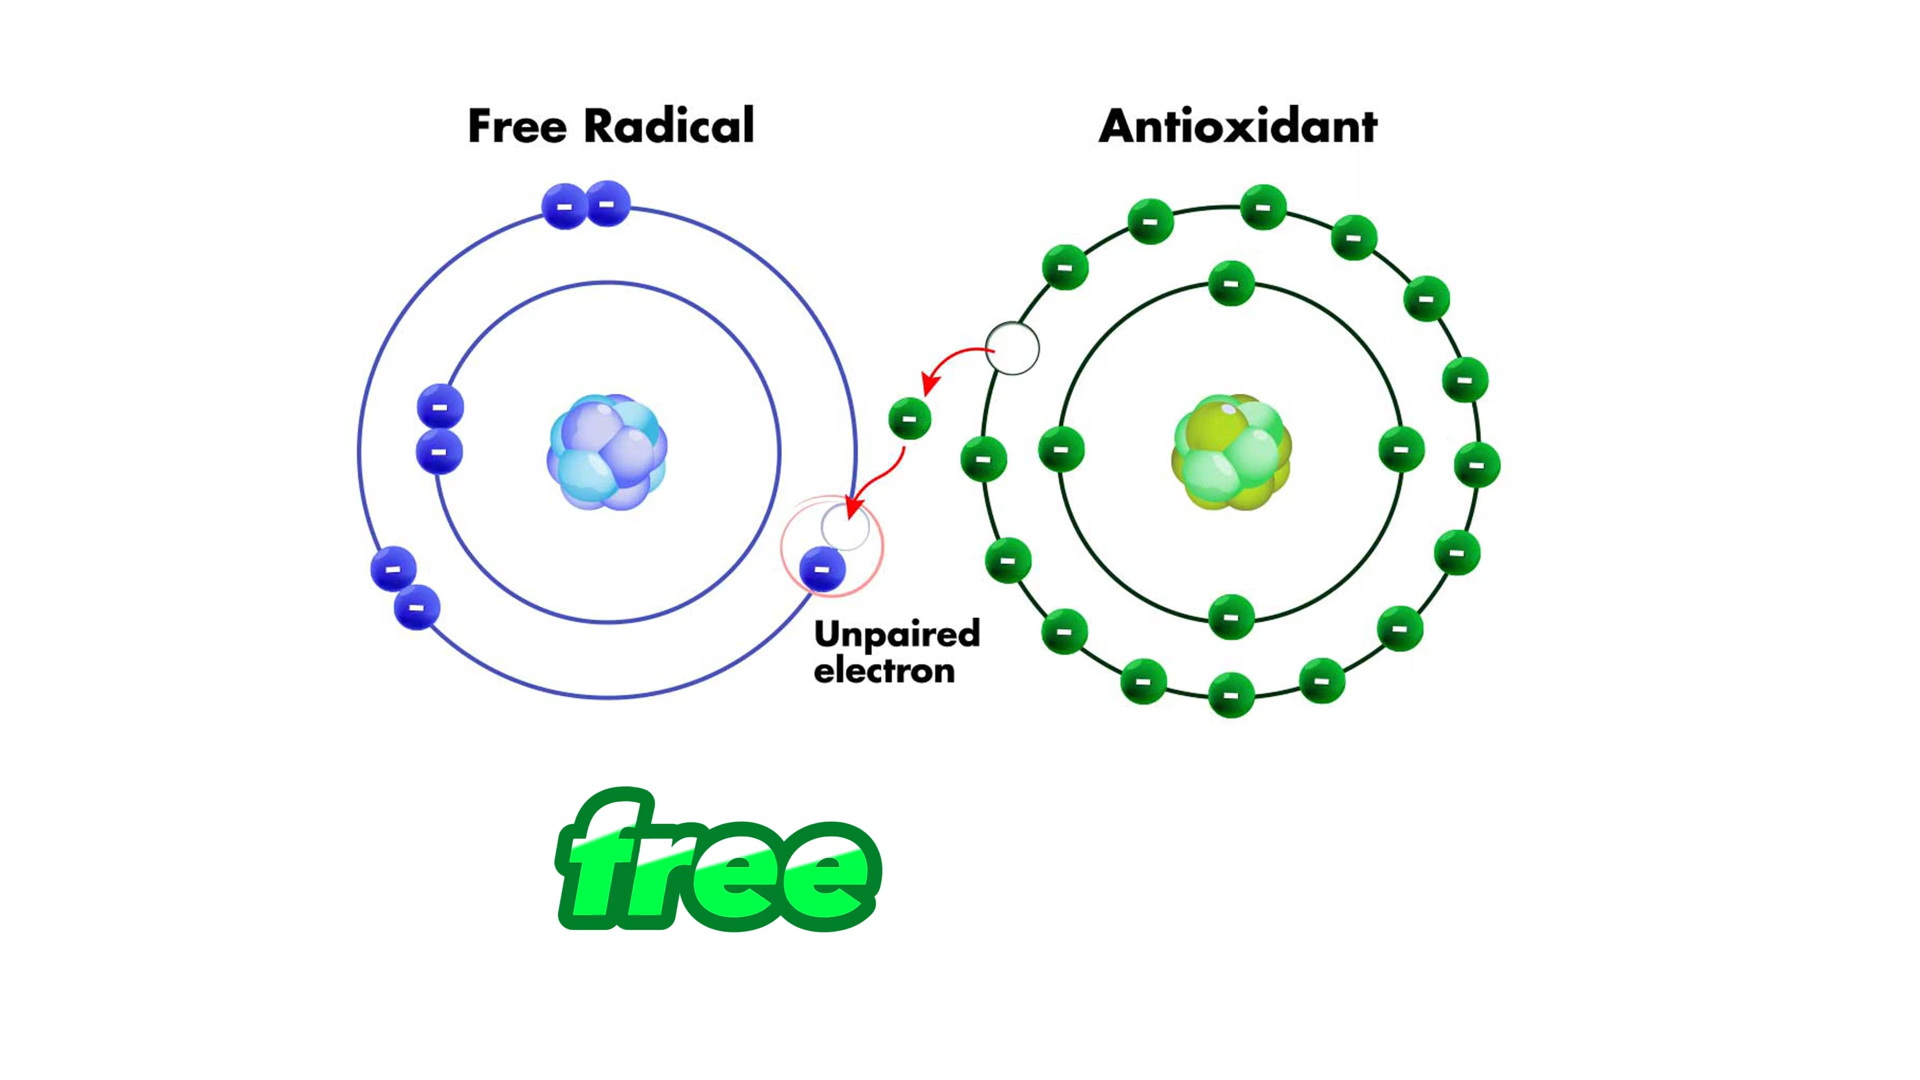 Free Radical
Antioxidant
Unpaired
electron
free